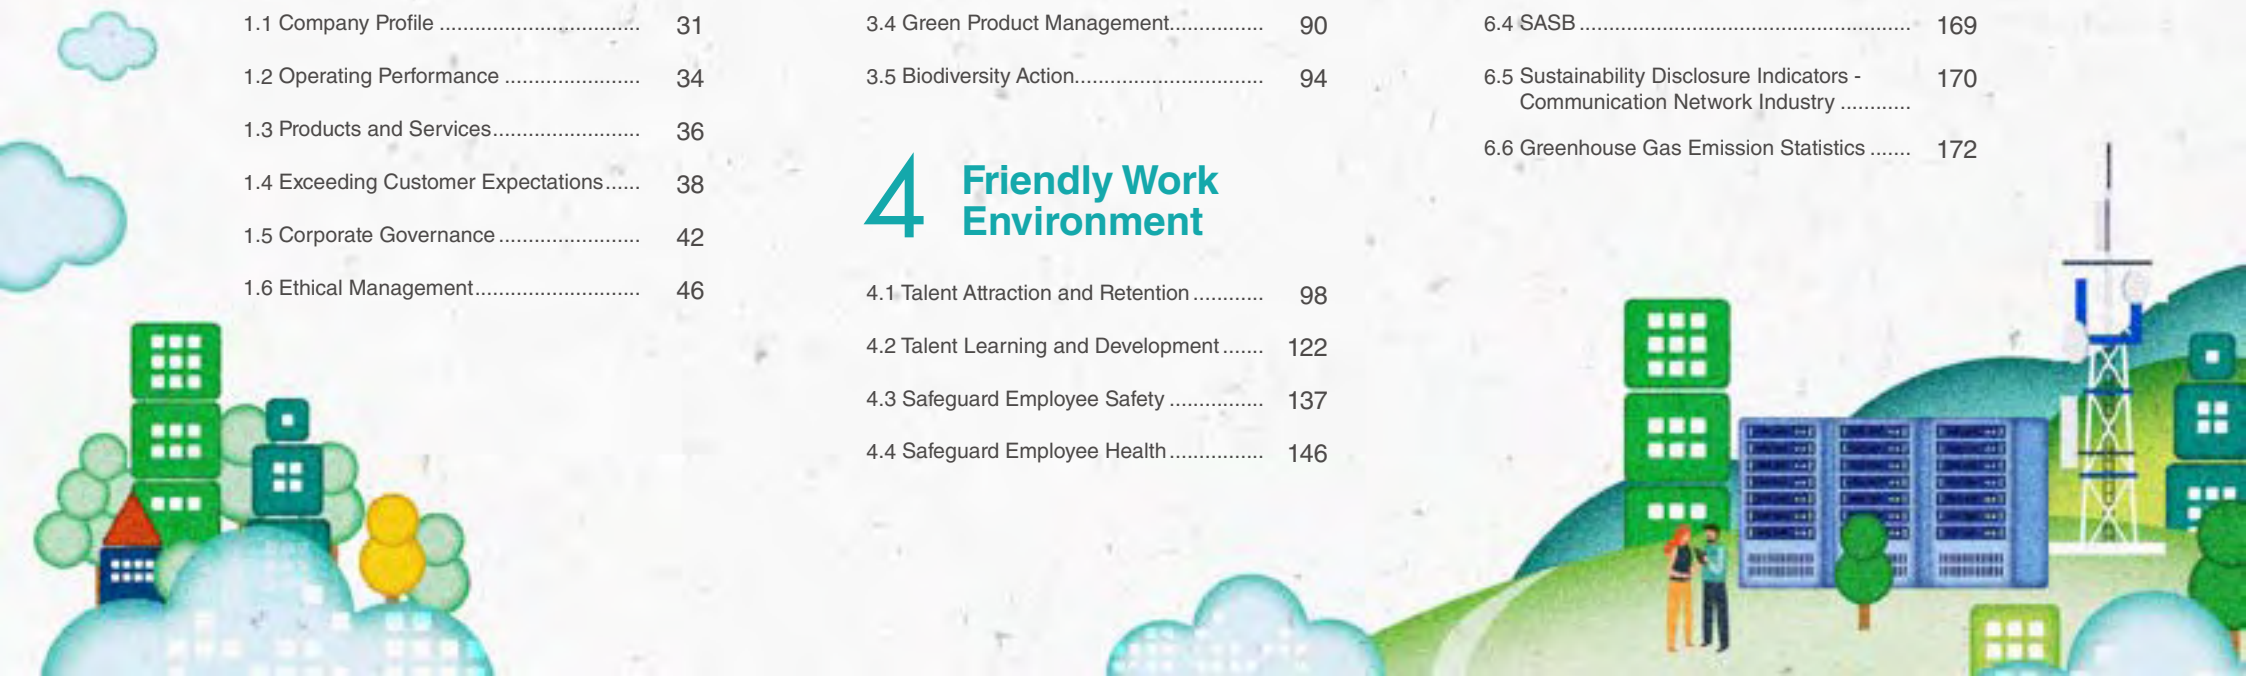 1.1 Company Profile .................................. 31
1.2 Operating Performance ....................... 34
1.3 Products and Services......................... 36
1.4 Exceeding Customer Expectations...... 38
1.5 Corporate Governance ........................ 42
1.6 Ethical Management............................ 46
3.4 Green Product Management................ 90
3.5 Biodiversity Action................................ 94
4 Friendly Work
Environment
4.1 Talent Attraction and Retention ............ 98
4.2 Talent Learning and Development ....... 122
4.3 Safeguard Employee Safety ................ 137
4.4 Safeguard Employee Health ................ 146
6.4 SASB ........................................................ 169
6.5 Sustainability Disclosure Indicators - 170
Communication Network Industry ............
6.6 Greenhouse Gas Emission Statistics ....... 172